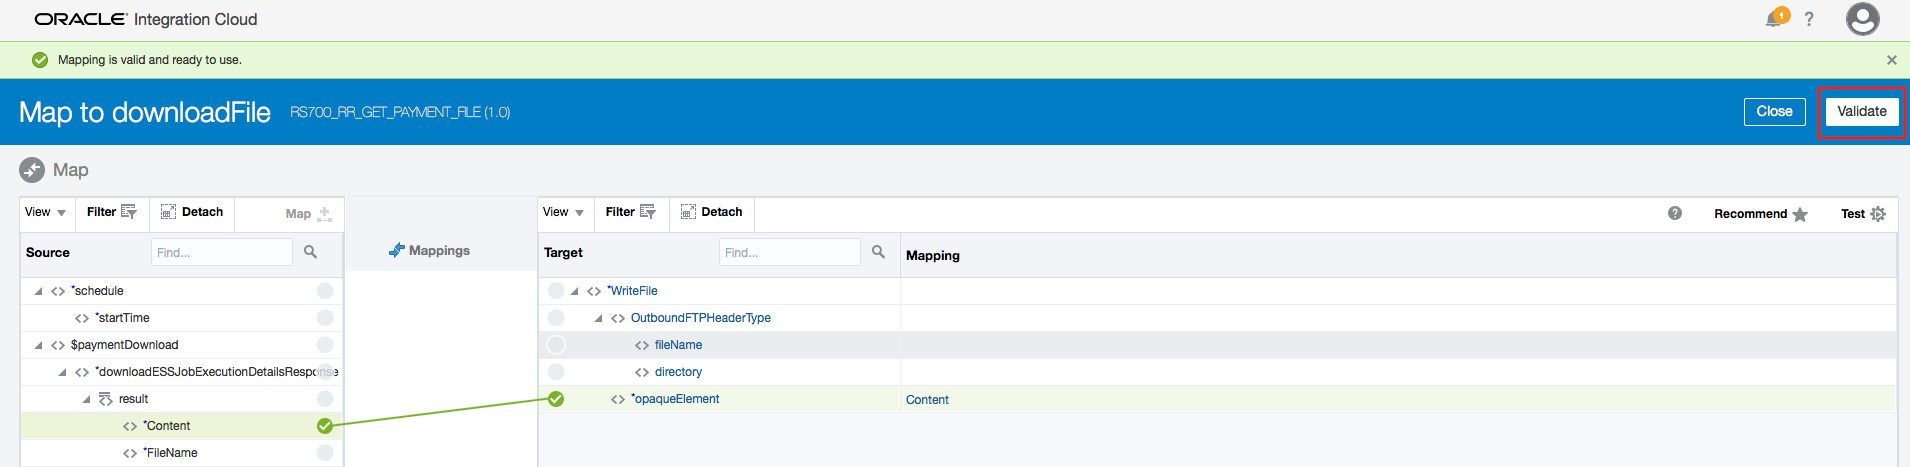 ORACLE® Integration Cloud
1 ?
Mapping is valid and ready to use.
Map to downloadFile RS700_RR_GET_PAYMENT_FILE (1.0) Close Validate
Map
View Filter Detach Map View Filter Detach ? Recommend Test
Source Find... Mappings Target Find... Mapping
*schedule *WriteFile
*startTime OutboundFTPHeaderType
$paymentDownload fileName
*downloadESSJobExecutionDetailsResponse directory
result *opaqueElement Content
*Content
*FileName